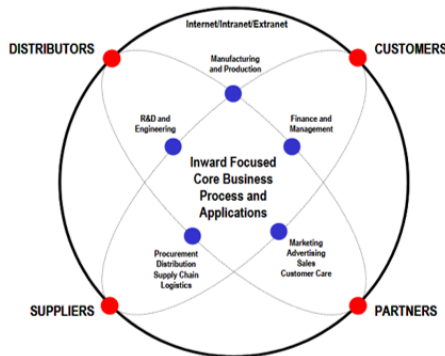 Internet/Intranet/Extranet
DISTRIBUTORS
CUSTOMERS
Manufacturing
and Production
R&D and
Engineering
Finance and
Management
Inward Focused
Core Business
Process and
Applications
Procurement
Distribution
Supply Chain
Logistics
Marketing
Advertising
Sales
Customer Care
SUPPLIERS
PARTNERS